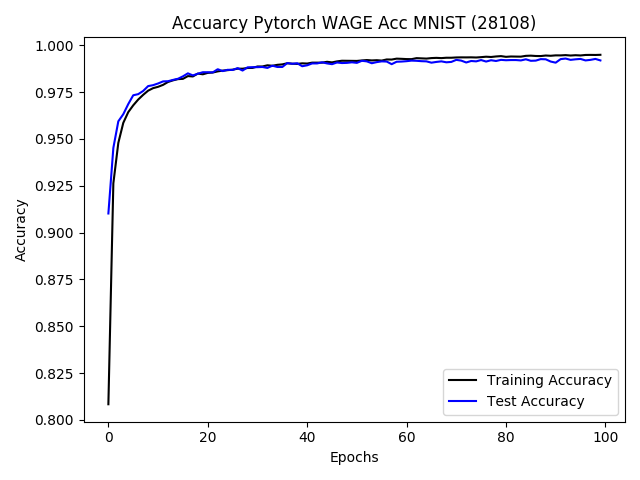 Accuarcy Pytorch WAGE Acc MNIST (28108)
1.000
0.975
0.950
0.925
0.900
0.875
0.850
0.825
0.800
Accuracy
0 20 40 60 80 100
Epochs
Training Accuracy
Test Accuracy